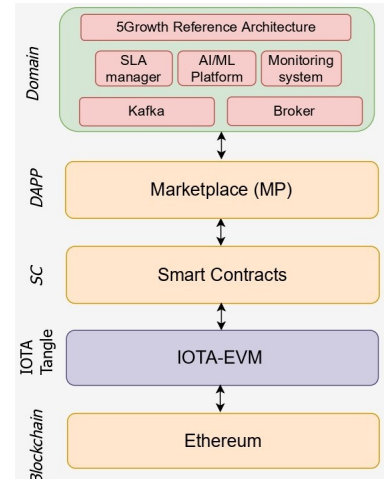 5Growth Reference Architecture
SLA
manager
AI/ML
Platform
Monitoring
system
Kafka
Broker
Domain
Marketplace (MP)
DAPP
Smart Contracts
SC
IOTA-EVM
IOTA
Tangle
Ethereum
Blockchain